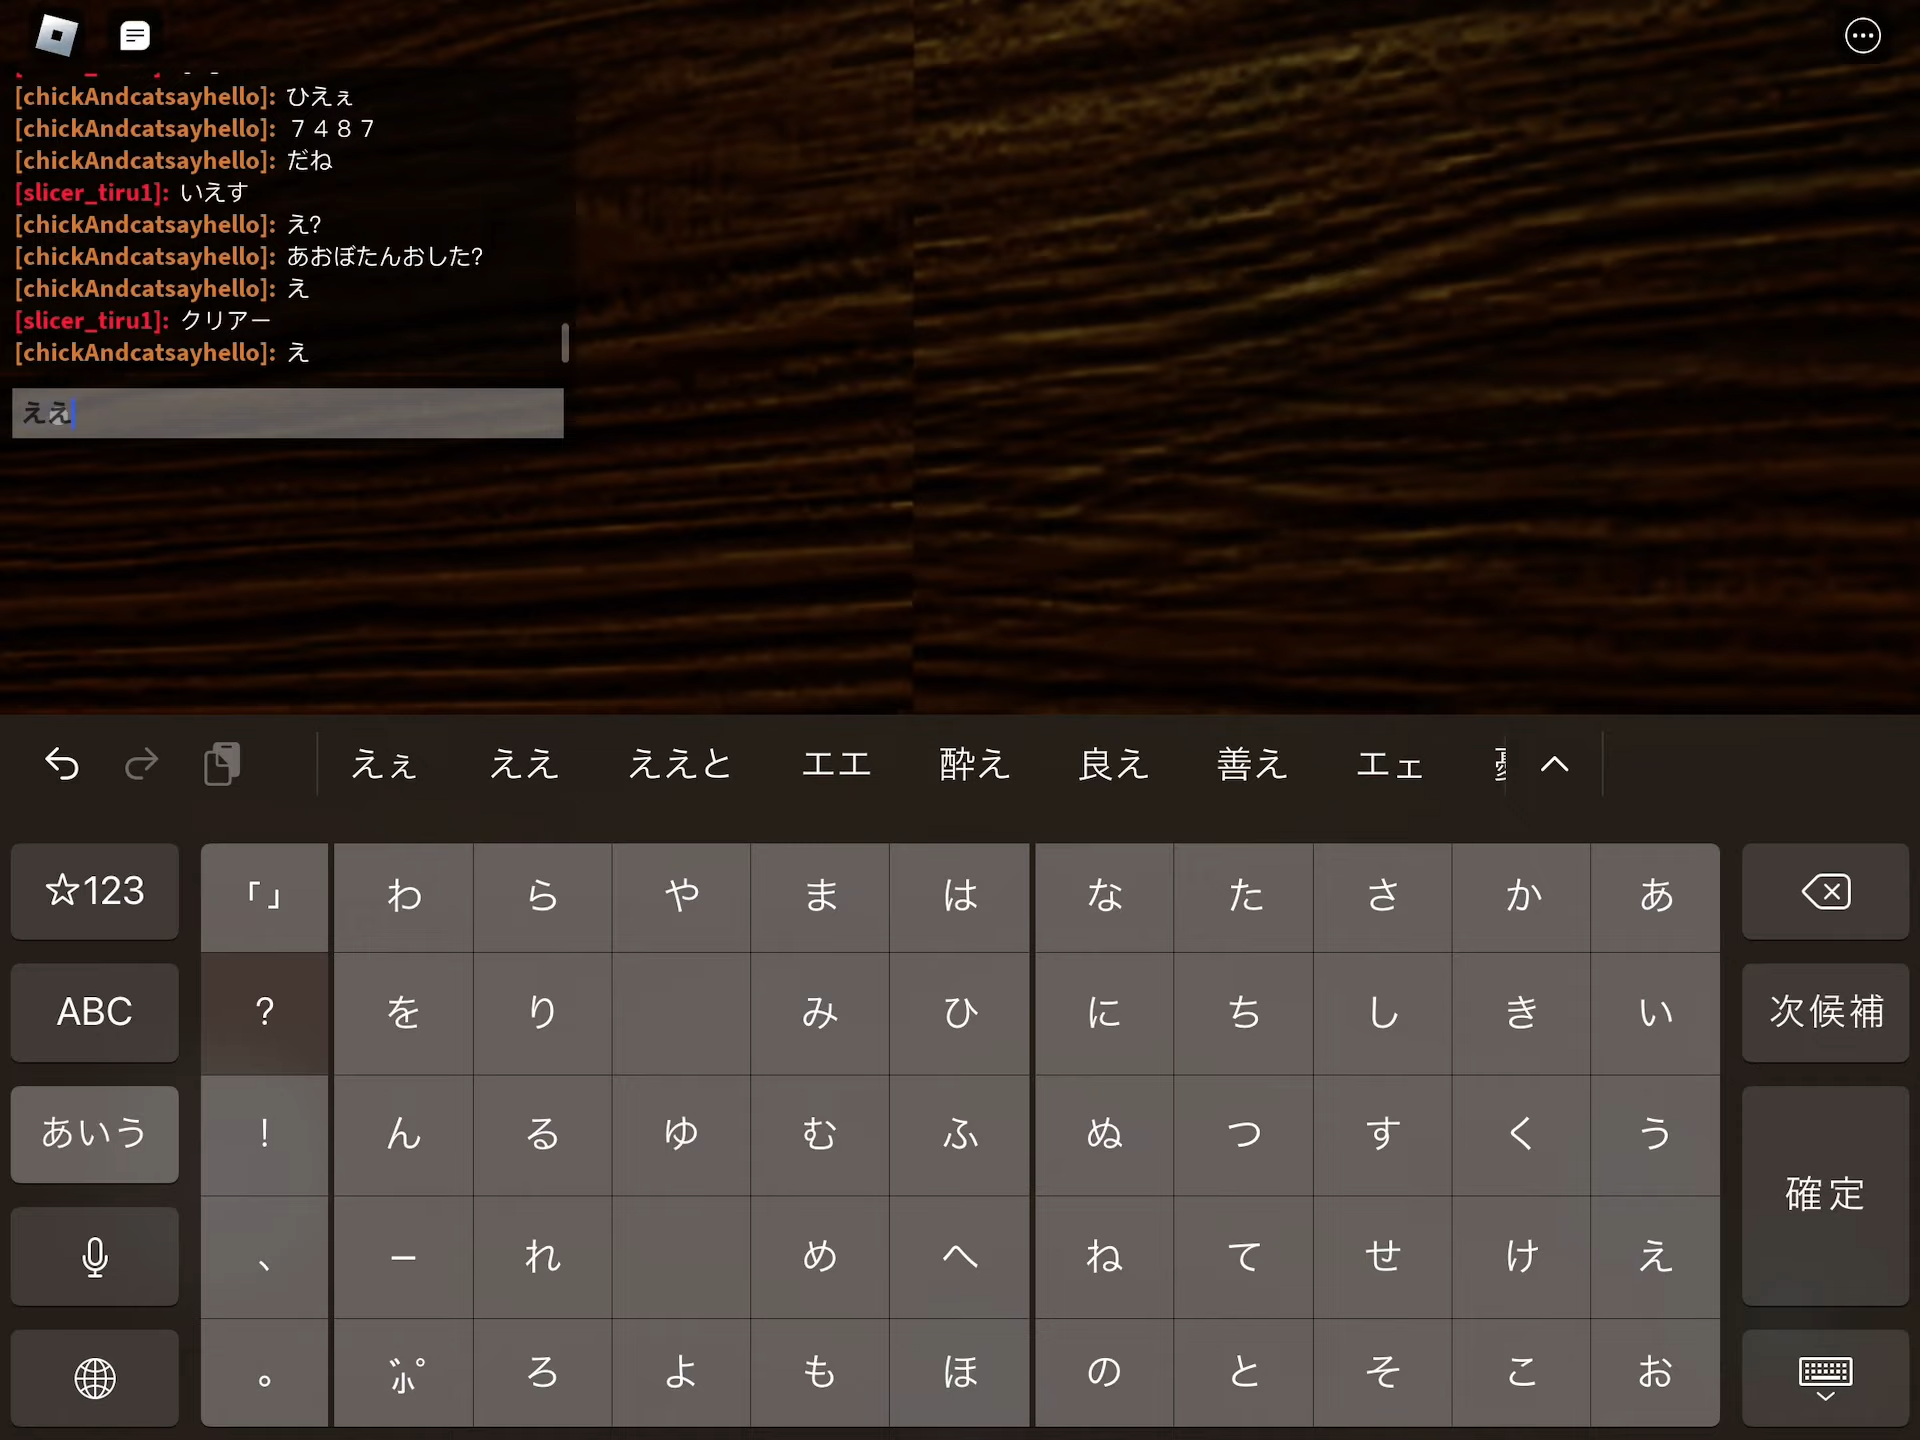 [chickAndcatsayhello]: ひえぇ
[chickAndcatsayhello]: ７４８７
[chickAndcatsayhello]: だね
[slicer_tiru1]: いえす
[chickAndcatsayhello]: え?
[chickAndcatsayhello]: あおぼたんおした?
[chickAndcatsayhello]: え
[slicer_tiru1]: クリアー
[chickAndcatsayhello]: え
ええ
えぇ ええ ええと エエ 酔え 良え 善え エェ
☆123 「」 わ ら や ま は な た さ か あ
ABC ? を り み ひ に ち し き い 次候補
あいう ! ん る ゆ む ふ ぬ つ す く う
、 ー れ め へ ね て せ け え 確定
。 ゛゜小 ろ よ も ほ の と そ こ お